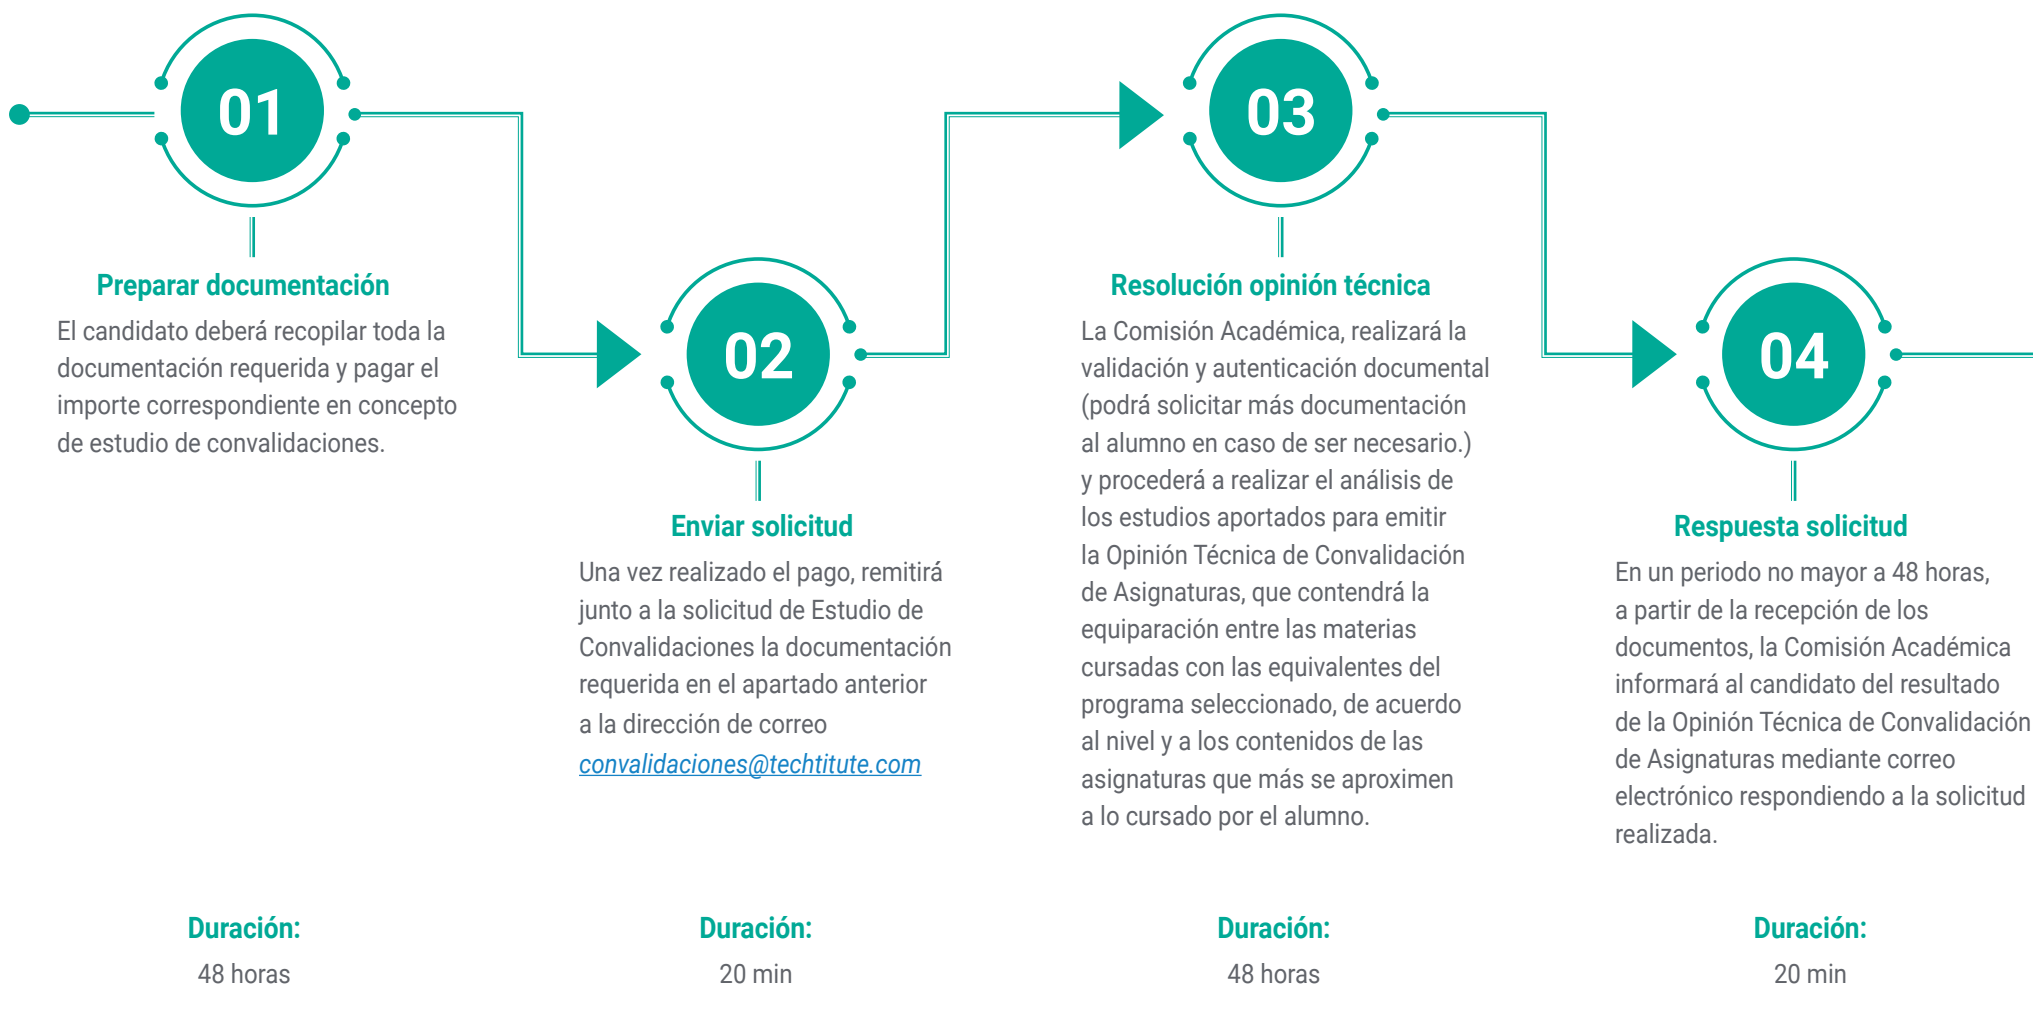 01
Preparar documentación
El candidato deberá recopilar toda la
documentación requerida y pagar el
importe correspondiente en concepto
de estudio de convalidaciones.
Duración:
48 horas
02
Enviar solicitud
Una vez realizado el pago, remitirá
junto a la solicitud de Estudio de
Convalidaciones la documentación
requerida en el apartado anterior
a la dirección de correo
convalidaciones@techtitute.com
Duración:
20 min
03
Resolución opinión técnica
La Comisión Académica, realizará la
validación y autenticación documental
(podrá solicitar más documentación
al alumno en caso de ser necesario.)
y procederá a realizar el análisis de
los estudios aportados para emitir
la Opinión Técnica de Convalidación
de Asignaturas, que contendrá la
equiparación entre las materias
cursadas con las equivalentes del
programa seleccionado, de acuerdo
al nivel y a los contenidos de las
asignaturas que más se aproximen
a lo cursado por el alumno.
Duración:
48 horas
04
Respuesta solicitud
En un periodo no mayor a 48 horas,
a partir de la recepción de los
documentos, la Comisión Académica
informará al candidato del resultado
de la Opinión Técnica de Convalidación
de Asignaturas mediante correo
electrónico respondiendo a la solicitud
realizada.
Duración:
20 min